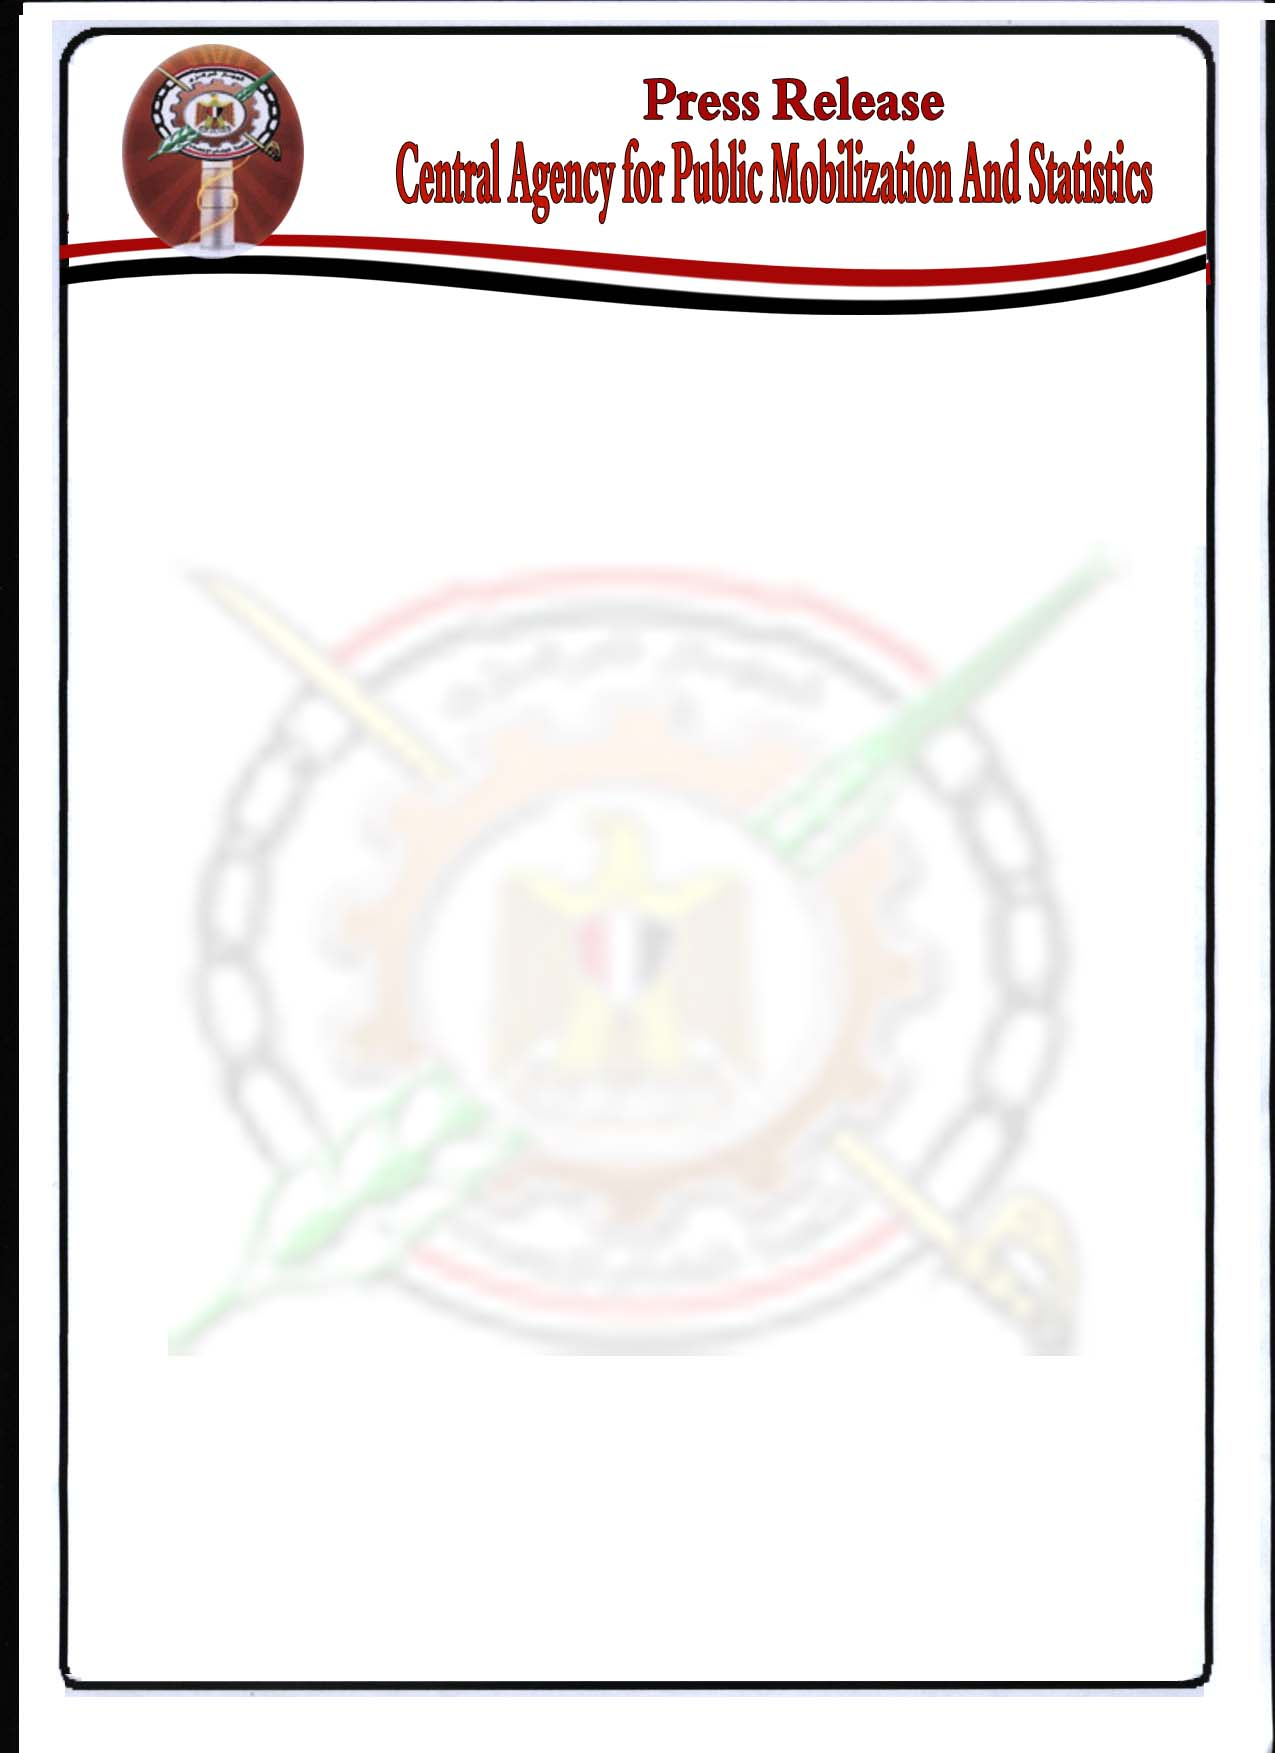 Press Release
Central Agency for Public Mobilization And Statistics